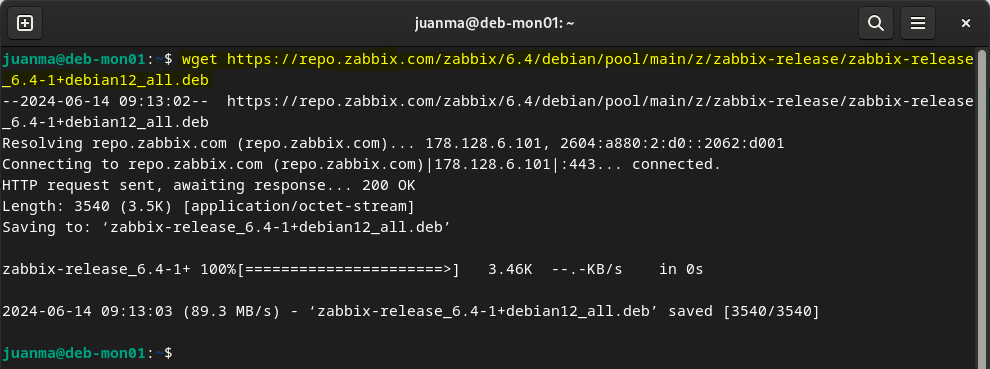 juanma@deb-mon01: ~
juanma@deb-mon01:~$ wget https://repo.zabbix.com/zabbix/6.4/debian/pool/main/z/zabbix-release/zabbix-release
_6.4-1+debian12_all.deb
--2024-06-14 09:13:02--  https://repo.zabbix.com/zabbix/6.4/debian/pool/main/z/zabbix-release/zabbix-release
_6.4-1+debian12_all.deb
Resolving repo.zabbix.com (repo.zabbix.com)... 178.128.6.101, 2604:a880:2:d0::2062:d001
Connecting to repo.zabbix.com (repo.zabbix.com)|178.128.6.101|:443... connected.
HTTP request sent, awaiting response... 200 OK
Length: 3540 (3.5K) [application/octet-stream]
Saving to: ‘zabbix-release_6.4-1+debian12_all.deb’
zabbix-release_6.4-1+ 100%[======================>]   3.46K  --.-KB/s    in 0s
2024-06-14 09:13:03 (89.3 MB/s) - ‘zabbix-release_6.4-1+debian12_all.deb’ saved [3540/3540]
juanma@deb-mon01:~$